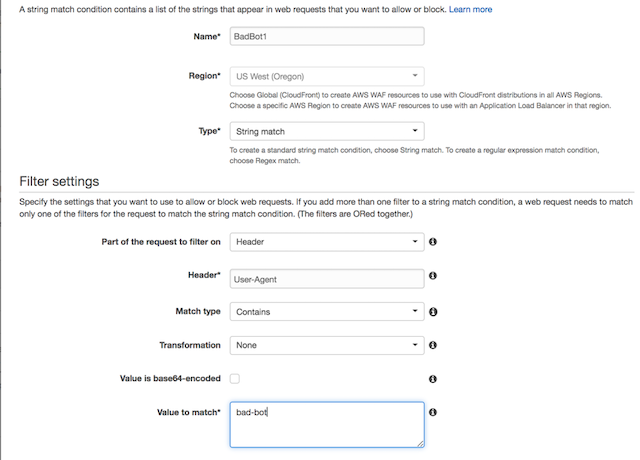 A string match condition contains a list of the strings that appear in web requests that you want to allow or block. Learn more
Name* BadBot1
Region* US West (Oregon)
Choose Global (CloudFront) to create AWS WAF resources to use with CloudFront distributions in all AWS Regions.
Choose a specific AWS Region to create AWS WAF resources to use with an Application Load Balancer in that region.
Type* String match
To create a standard string match condition, choose String match. To create a regular expression match condition,
choose Regex match.
Filter settings
Specify the settings that you want to use to allow or block web requests. If you add more than one filter to a string match condition, a web request needs to match
only one of the filters for the request to match the string match condition. (The filters are ORed together.)
Part of the request to filter on Header
Header* User-Agent
Match type Contains
Transformation None
Value is base64-encoded
Value to match* bad-bot